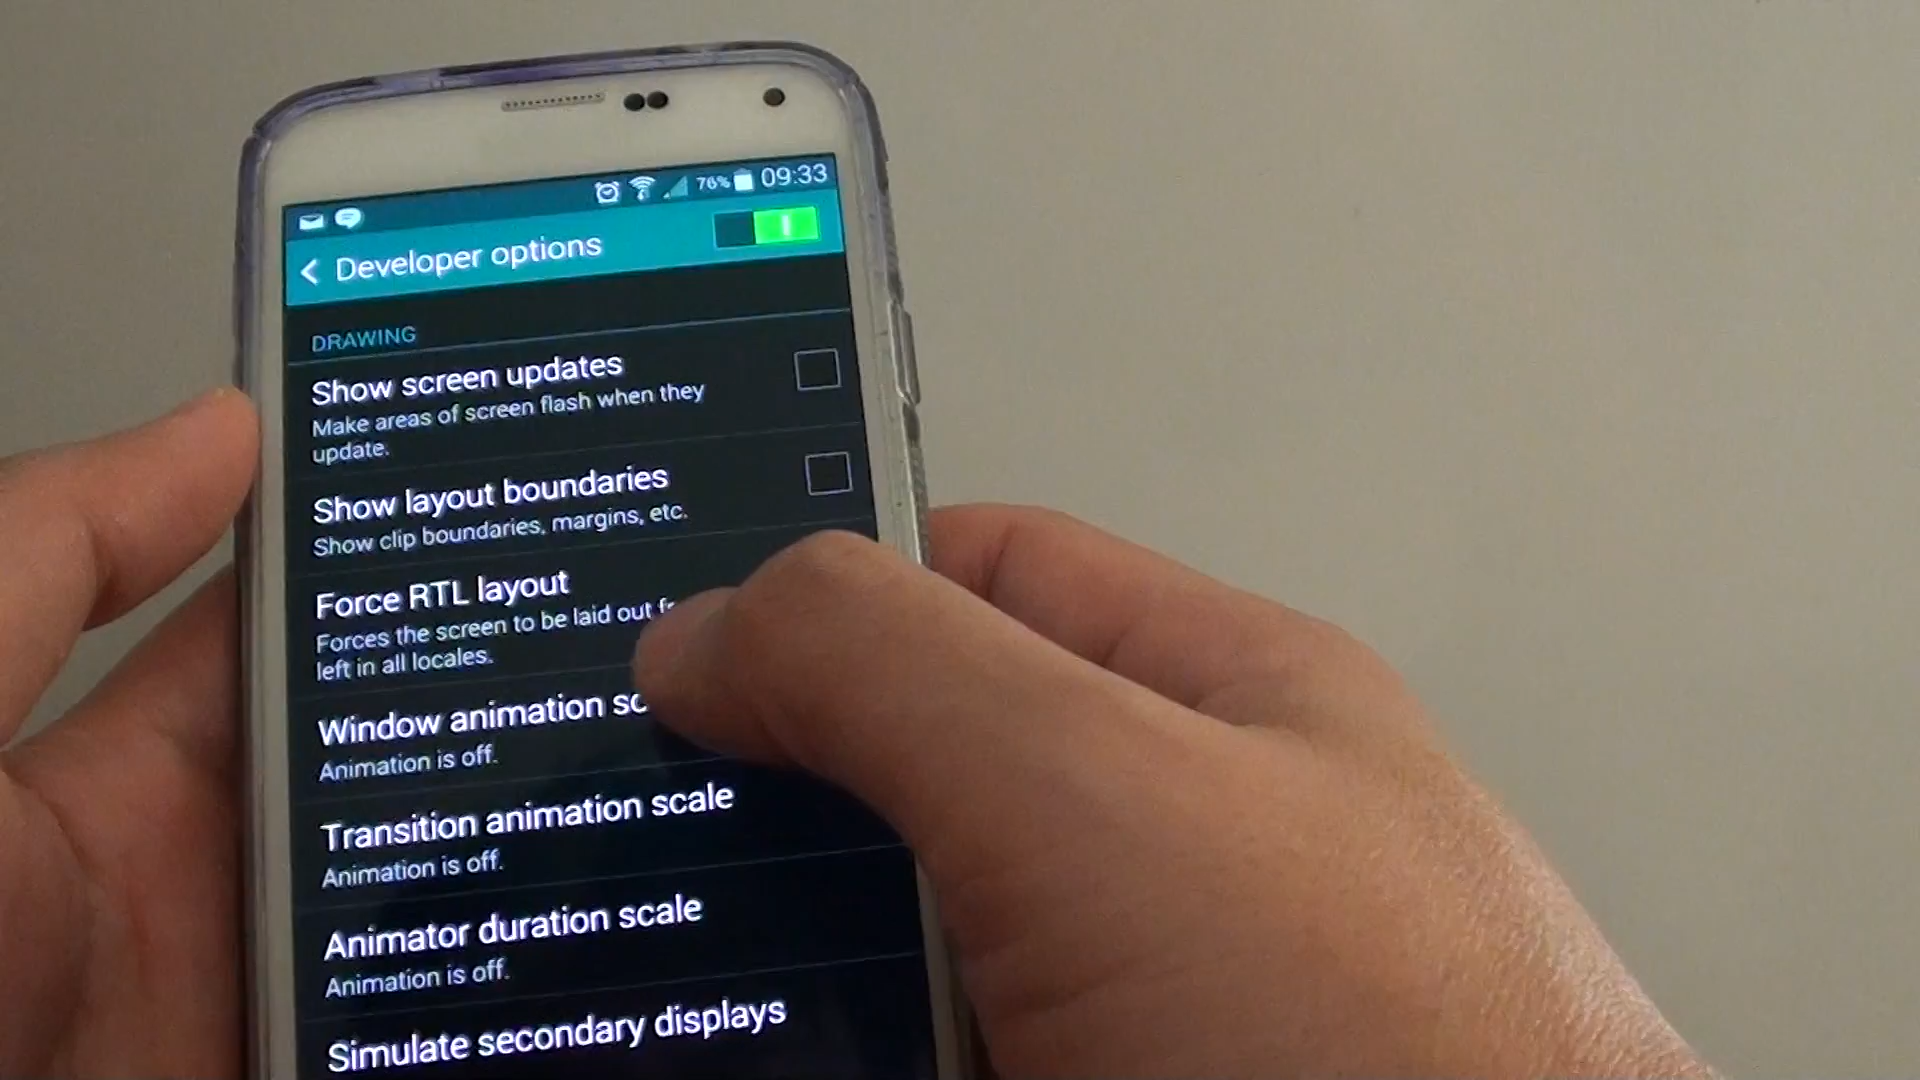 76% 09:33
Developer options
DRAWING
Show screen updates
Make areas of screen flash when they
update.
Show layout boundaries
Show clip boundaries, margins, etc.
Force RTL layout
Forces the screen to be laid out
left in all locales.
Window animation
Animation is off.
Transition animation scale
Animation is off.
Animator duration scale
Animation is off.
Simulate secondary displays